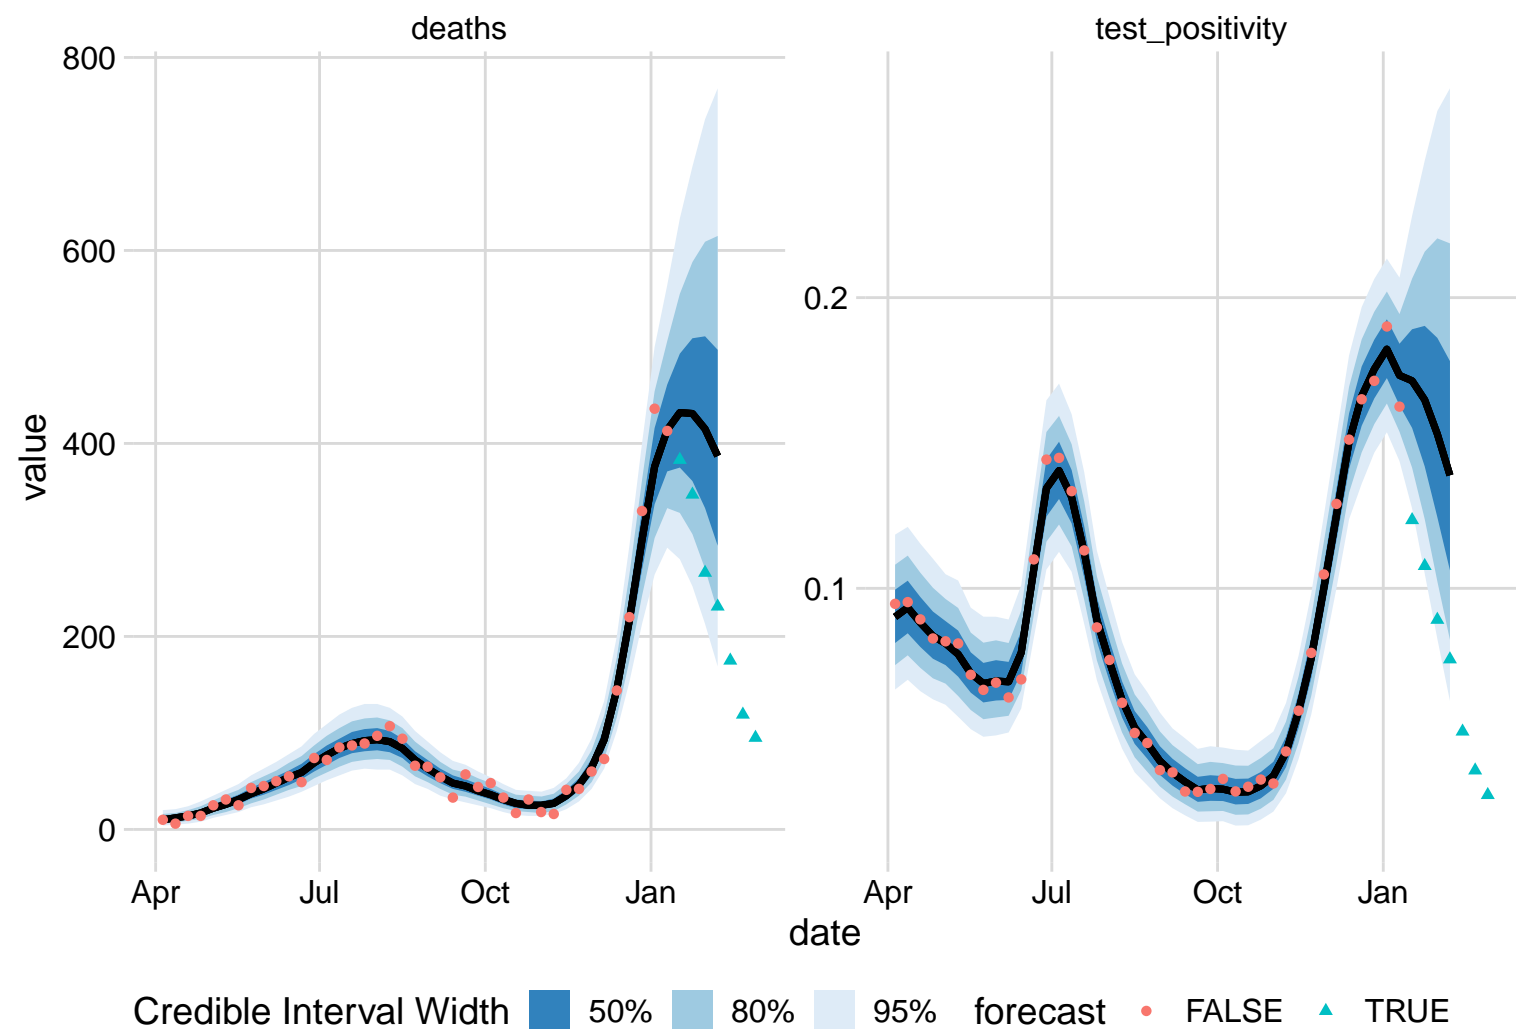 deaths
test_positivity
value
800
600
400
200
0
0.2
0.1
Apr Jul Oct Jan
Apr Jul Oct Jan
date
Credible Interval Width 50% 80% 95% forecast FALSE TRUE